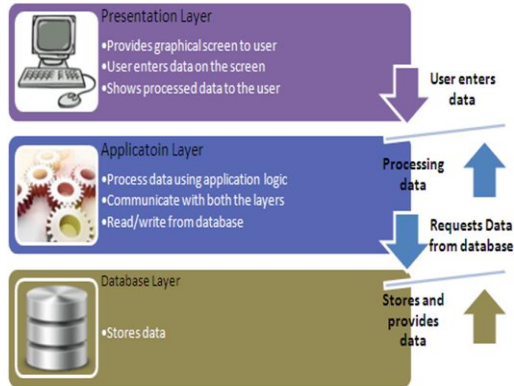 Presentation Layer
•Provides graphical screen to user
•User enters data on the screen
•Shows processed data to the user
User enters
data
Applicatoin Layer
•Process data using application logic
•Communicate with both the layers
•Read/write from database
Processing
data
Requests Data
from database
Database Layer
•Stores data
Stores and
provides
data